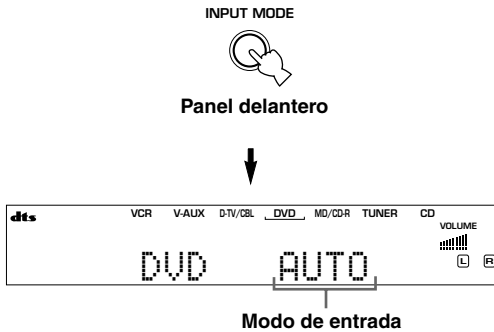 INPUT MODE
Panel delantero
dts VCR V-AUX D-TV/CBL DVD MD/CD-R TUNER CD
VOLUME
L R
DVD AUTO
Modo de entrada